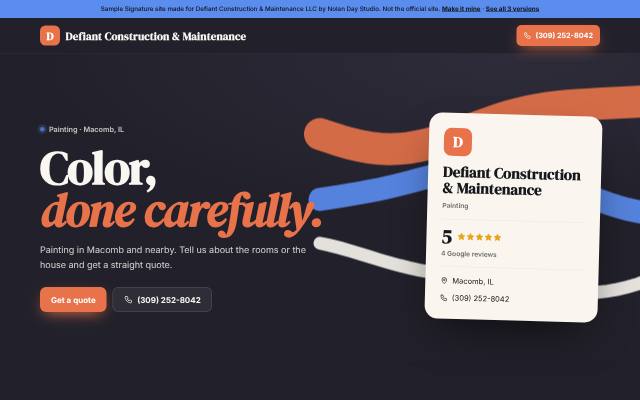 Sample Signature site made for Defiant Construction & Maintenance LLC by Nolan Day Studio. Not the official site. Make it mine · See all 3 versions
D Defiant Construction & Maintenance
(309) 252-8042
Painting · Macomb, IL
Color,
done carefully.
Painting in Macomb and nearby. Tell us about the rooms or the
house and get a straight quote.
Get a quote
(309) 252-8042
D
Defiant Construction
& Maintenance
Painting
5 ★★★★★
4 Google reviews
Macomb, IL
(309) 252-8042